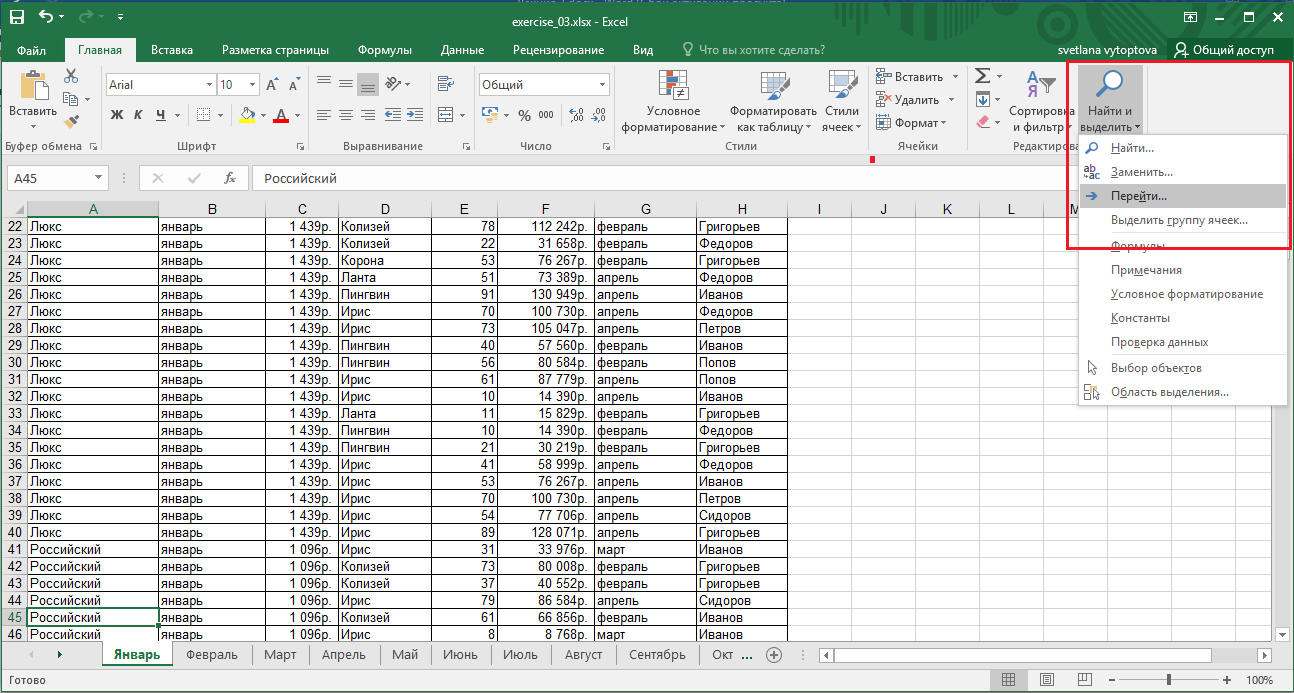 exercise_03.xlsx - Excel
Файл Главная Вставка Разметка страницы Формулы Данные Рецензирование Вид Что вы хотите сделать? svetlana vytoptova Общий доступ
Вставить
Буфер обмена
Arial 10
Ж К Ч
Шрифт
Выравнивание
Общий
% 000
Число
Условное форматирование
Форматировать как таблицу
Стили ячеек
Стили
Вставить
Удалить
Формат
Ячейки
Сортировка и фильтр
Найти и выделить
Редактирова
Найти...
Заменить...
Перейти...
Выделить группу ячеек...
Формулы
Примечания
Условное форматирование
Константы
Проверка данных
Выбор объектов
Область выделения...
A45 fx Российский
A B C D E F G H I J K L M
22 Люкс январь 1 439р. Колизей 78 112 242р. февраль Григорьев
23 Люкс январь 1 439р. Колизей 22 31 658р. февраль Федоров
24 Люкс январь 1 439р. Корона 53 76 267р. февраль Григорьев
25 Люкс январь 1 439р. Ланта 51 73 389р. апрель Федоров
26 Люкс январь 1 439р. Пингвин 91 130 949р. апрель Иванов
27 Люкс январь 1 439р. Ирис 70 100 730р. апрель Федоров
28 Люкс январь 1 439р. Ирис 73 105 047р. апрель Петров
29 Люкс январь 1 439р. Пингвин 40 57 560р. февраль Иванов
30 Люкс январь 1 439р. Пингвин 56 80 584р. февраль Попов
31 Люкс январь 1 439р. Ирис 61 87 779р. апрель Попов
32 Люкс январь 1 439р. Ирис 10 14 390р. апрель Иванов
33 Люкс январь 1 439р. Ланта 11 15 829р. февраль Григорьев
34 Люкс январь 1 439р. Пингвин 10 14 390р. февраль Федоров
35 Люкс январь 1 439р. Пингвин 21 30 219р. февраль Григорьев
36 Люкс январь 1 439р. Ирис 41 58 999р. апрель Федоров
37 Люкс январь 1 439р. Ирис 53 76 267р. апрель Иванов
38 Люкс январь 1 439р. Ирис 70 100 730р. апрель Петров
39 Люкс январь 1 439р. Ирис 54 77 706р. апрель Сидоров
40 Люкс январь 1 439р. Ирис 89 128 071р. апрель Григорьев
41 Российский январь 1 096р. Ирис 31 33 976р. март Иванов
42 Российский январь 1 096р. Колизей 73 80 008р. февраль Григорьев
43 Российский январь 1 096р. Колизей 37 40 552р. февраль Григорьев
44 Российский январь 1 096р. Ирис 79 86 584р. апрель Сидоров
45 Российский январь 1 096р. Колизей 61 66 856р. февраль Иванов
46 Российский январь 1 096р. Ирис 8 8 768р. март Иванов
Январь Февраль Март Апрель Май Июнь Июль Август Сентябрь Окт ...
Готово 100%